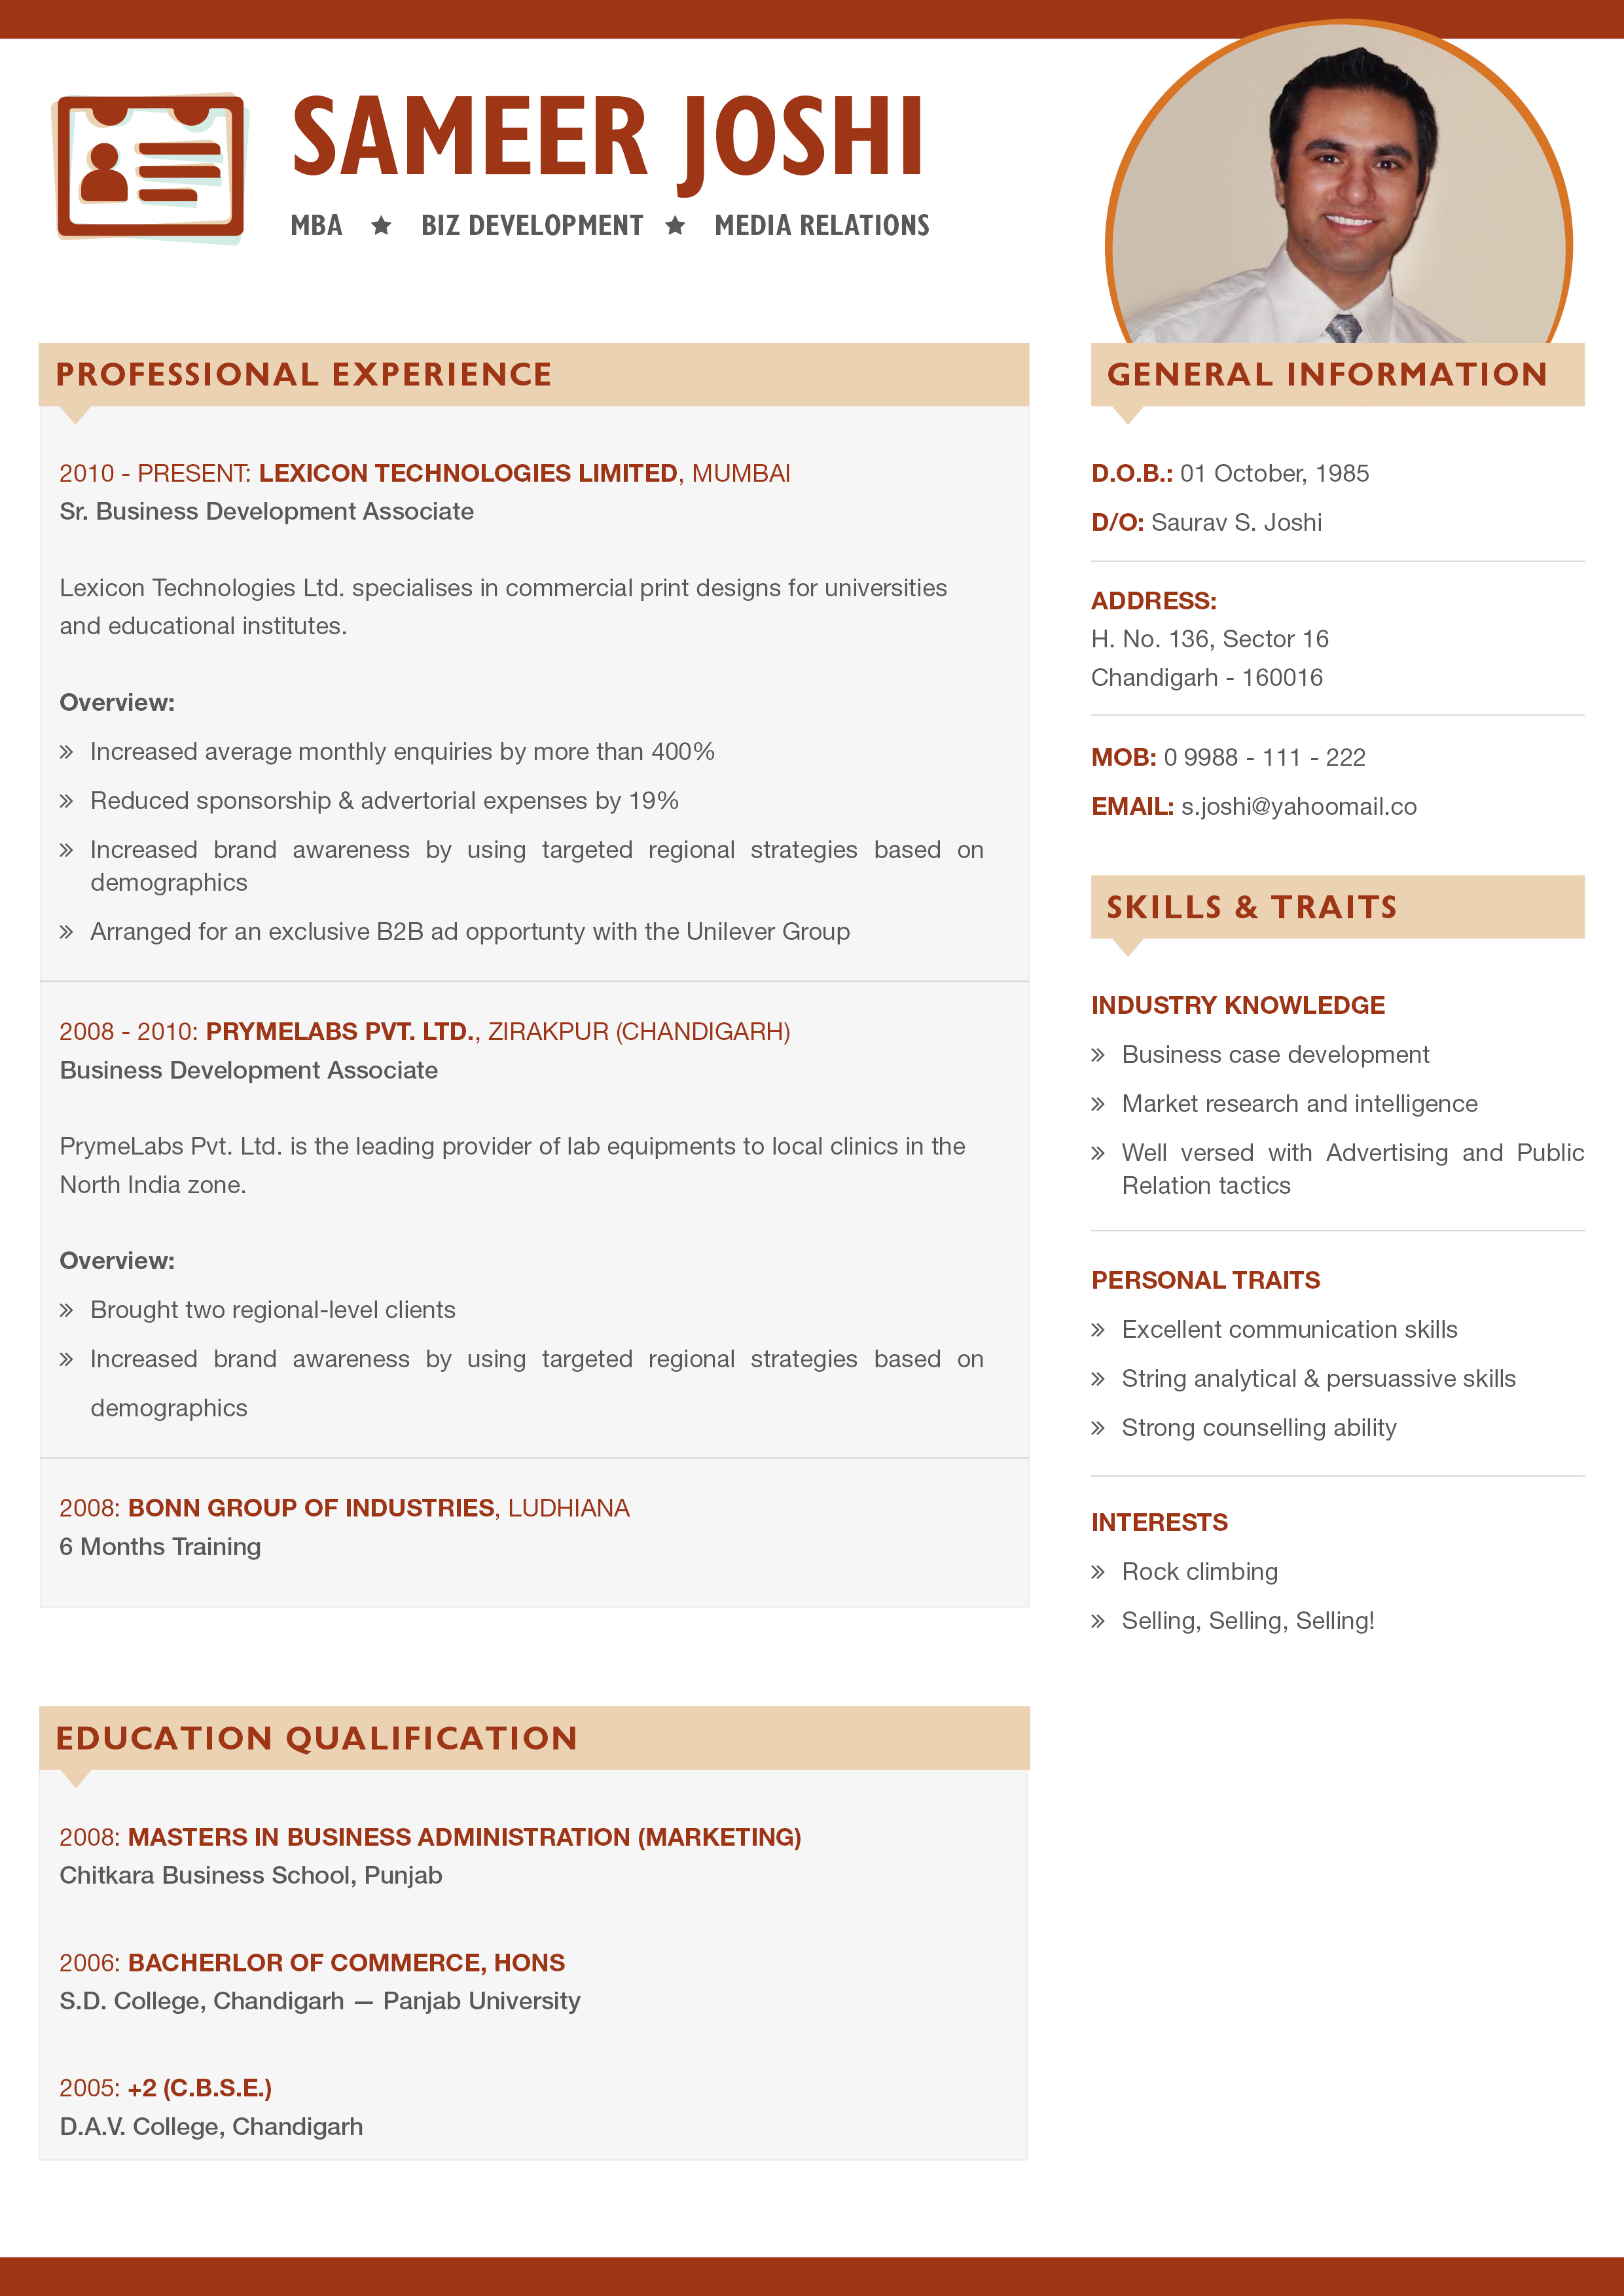 SAMEER JOSHI
MBA ★ BIZ DEVELOPMENT ★ MEDIA RELATIONS
PROFESSIONAL EXPERIENCE
2010 - PRESENT: LEXICON TECHNOLOGIES LIMITED, MUMBAI
Sr. Business Development Associate
Lexicon Technologies Ltd. specialises in commercial print designs for universities
and educational institutes.
Overview:
» Increased average monthly enquiries by more than 400%
» Reduced sponsorship & advertorial expenses by 19%
» Increased brand awareness by using targeted regional strategies based on
demographics
» Arranged for an exclusive B2B ad opportunty with the Unilever Group
2008 - 2010: PRYMELABS PVT. LTD., ZIRAKPUR (CHANDIGARH)
Business Development Associate
PrymeLabs Pvt. Ltd. is the leading provider of lab equipments to local clinics in the
North India zone.
Overview:
» Brought two regional-level clients
» Increased brand awareness by using targeted regional strategies based on
demographics
2008: BONN GROUP OF INDUSTRIES, LUDHIANA
6 Months Training
EDUCATION QUALIFICATION
2008: MASTERS IN BUSINESS ADMINISTRATION (MARKETING)
Chitkara Business School, Punjab
2006: BACHERLOR OF COMMERCE, HONS
S.D. College, Chandigarh — Panjab University
2005: +2 (C.B.S.E.)
D.A.V. College, Chandigarh
GENERAL INFORMATION
D.O.B.: 01 October, 1985
D/O: Saurav S. Joshi
ADDRESS:
H. No. 136, Sector 16
Chandigarh - 160016
MOB: 0 9988 - 111 - 222
EMAIL: s.joshi@yahoomail.co
SKILLS & TRAITS
INDUSTRY KNOWLEDGE
» Business case development
» Market research and intelligence
» Well versed with Advertising and Public
Relation tactics
PERSONAL TRAITS
» Excellent communication skills
» String analytical & persuassive skills
» Strong counselling ability
INTERESTS
» Rock climbing
» Selling, Selling, Selling!